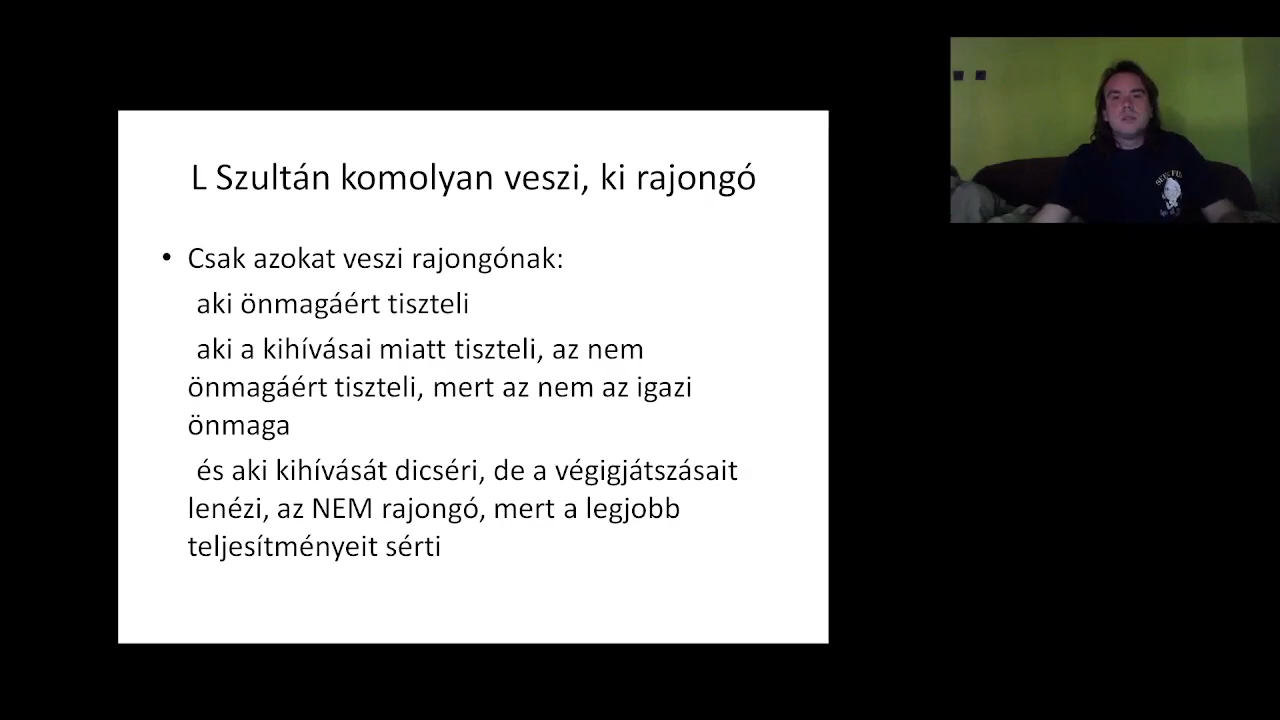 L Szultán komolyan veszi, ki rajongó
• Csak azokat veszi rajongónak:
aki önmagáért tiszteli
aki a kihívásai miatt tiszteli, az nem
önmagáért tiszteli, mert az nem az igazi
önmaga
és aki kihívását dicséri, de a végigjátszásait
lenézi, az NEM rajongó, mert a legjobb
teljesítményeit sérti